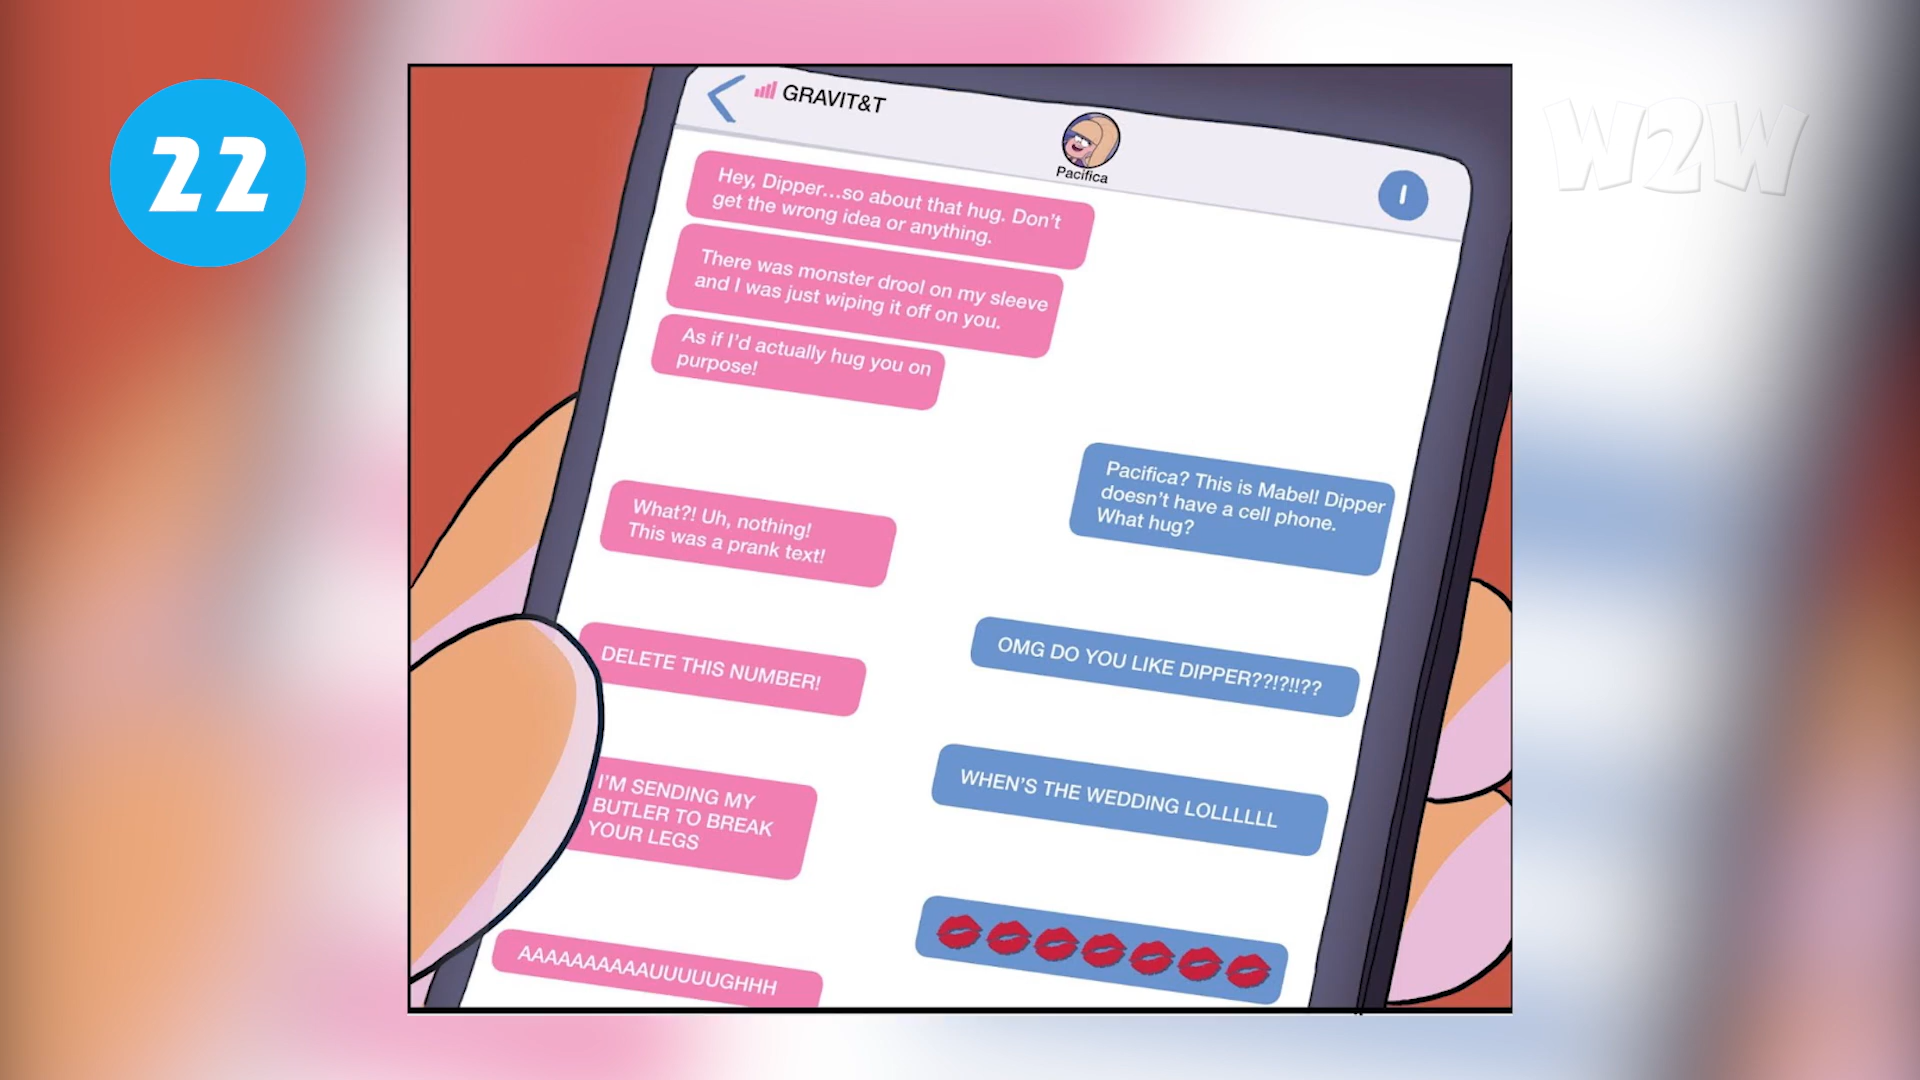 22
W2W
GRAVIT&T
Pacifica
i
Hey, Dipper...so about that hug. Don't
get the wrong idea or anything.
There was monster drool on my sleeve
and I was just wiping it off on you.
As if I'd actually hug you on
purpose!
Pacifica? This is Mabel! Dipper
doesn't have a cell phone.
What hug?
What?! Uh, nothing!
This was a prank text!
OMG DO YOU LIKE DIPPER??!?!!??
DELETE THIS NUMBER!
WHEN'S THE WEDDING LOLLLLLL
I'M SENDING MY
BUTLER TO BREAK
YOUR LEGS
AAAAAAAAAAUUUUUGHHH